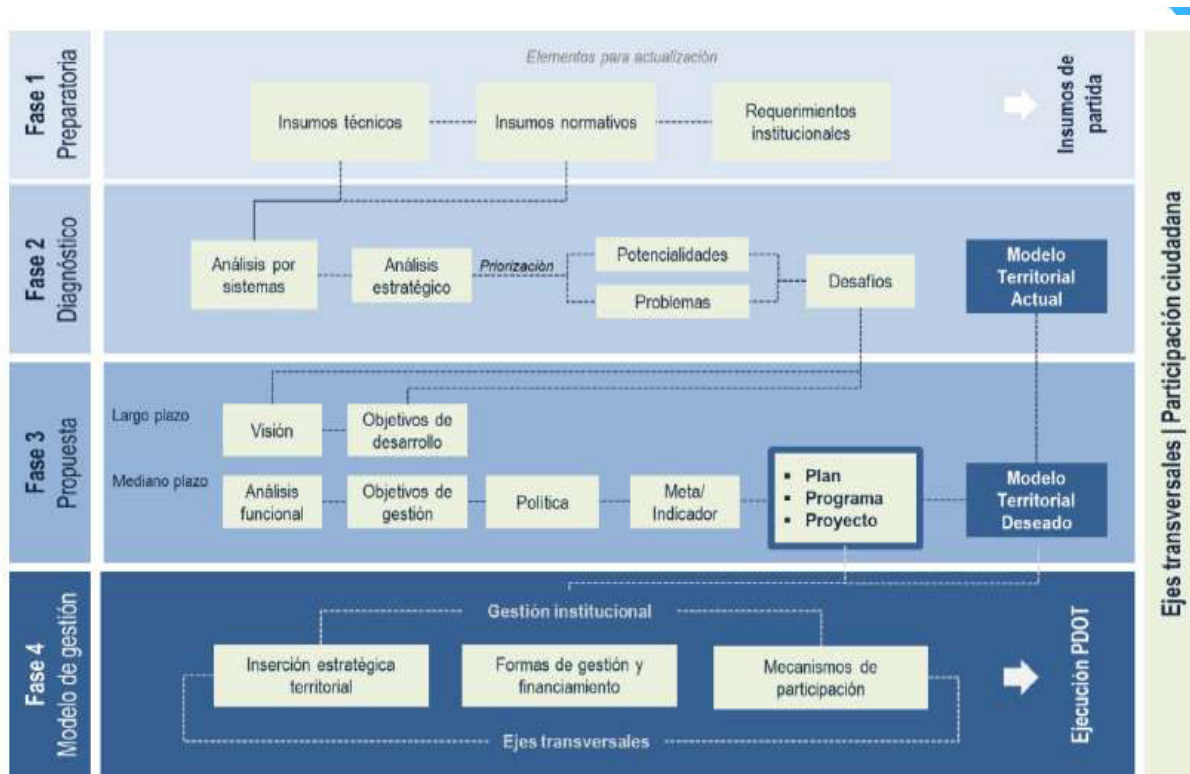 Fase 1
Preparatoria
Elementos para actualización
Insumos técnicos
Insumos normativos
Requerimientos
institucionales
Insumos de
partida
Fase 2
Diagnóstico
Análisis por
sistemas
Análisis
estratégico
Priorización
Potencialidades
Problemas
Desafíos
Modelo
Territorial
Actual
Fase 3
Propuesta
Largo plazo
Visión
Objetivos de
desarrollo
Mediano plazo
Análisis
funcional
Objetivos de
gestión
Política
Meta/
Indicador
▪ Plan
▪ Programa
▪ Proyecto
Modelo
Territorial
Deseado
Fase 4
Modelo de gestión
Gestión institucional
Inserción estratégica
territorial
Formas de gestión y
financiamiento
Mecanismos de
participación
Ejes transversales
Ejecución PDOT
Ejes transversales | Participación ciudadana